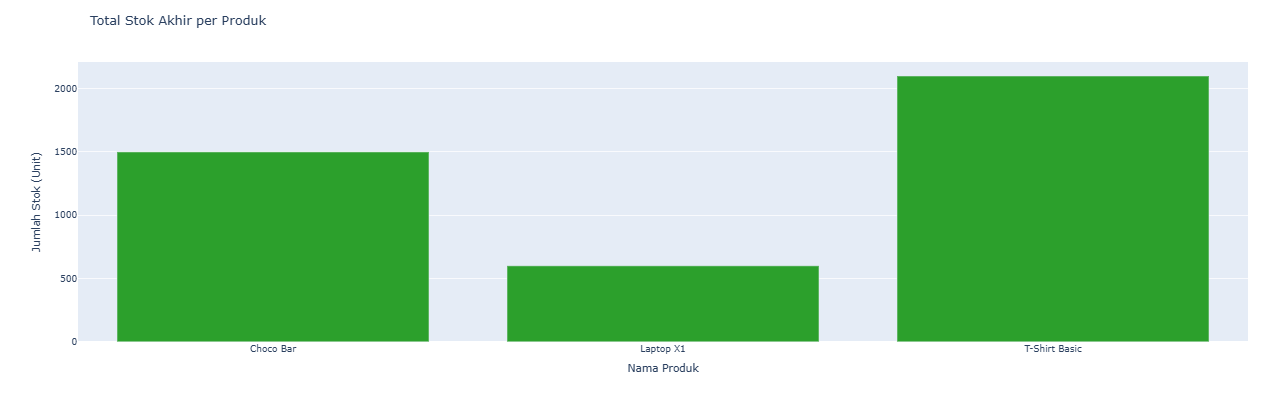 Total Stok Akhir per Produk
Jumlah Stok (Unit)
2000
1500
1000
500
0
Choco Bar
Laptop X1
T-Shirt Basic
Nama Produk